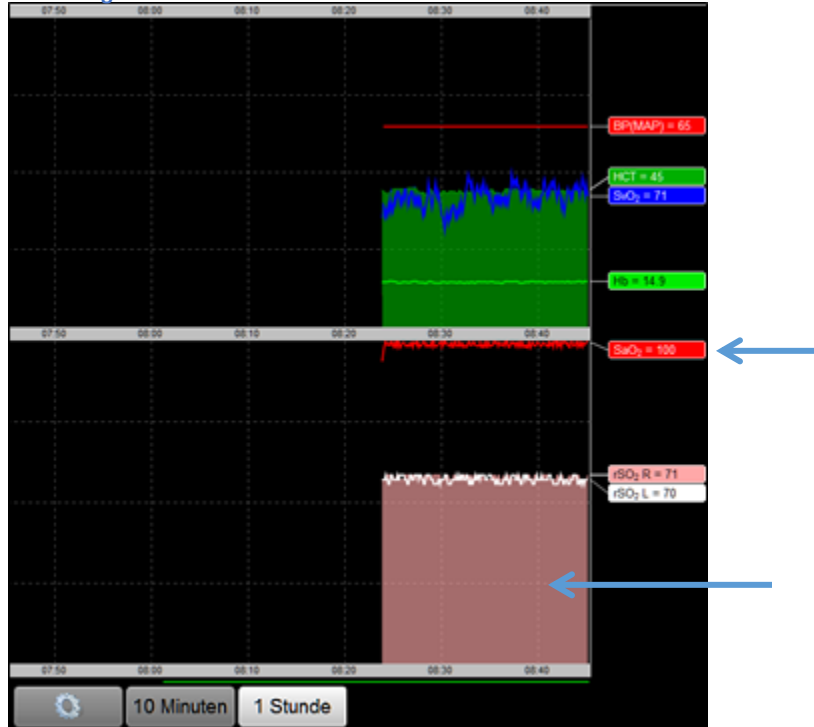 07:50 08:00 08:10 08:20 08:30 08:40
BP(MAP) = 65
HCT = 45
SvO₂ = 71
Hb = 14.9
07:50 08:00 08:10 08:20 08:30 08:40
SaO₂ = 100
rSO₂ R = 71
rSO₂ L = 70
07:50 08:00 08:10 08:20 08:30 08:40
10 Minuten 1 Stunde